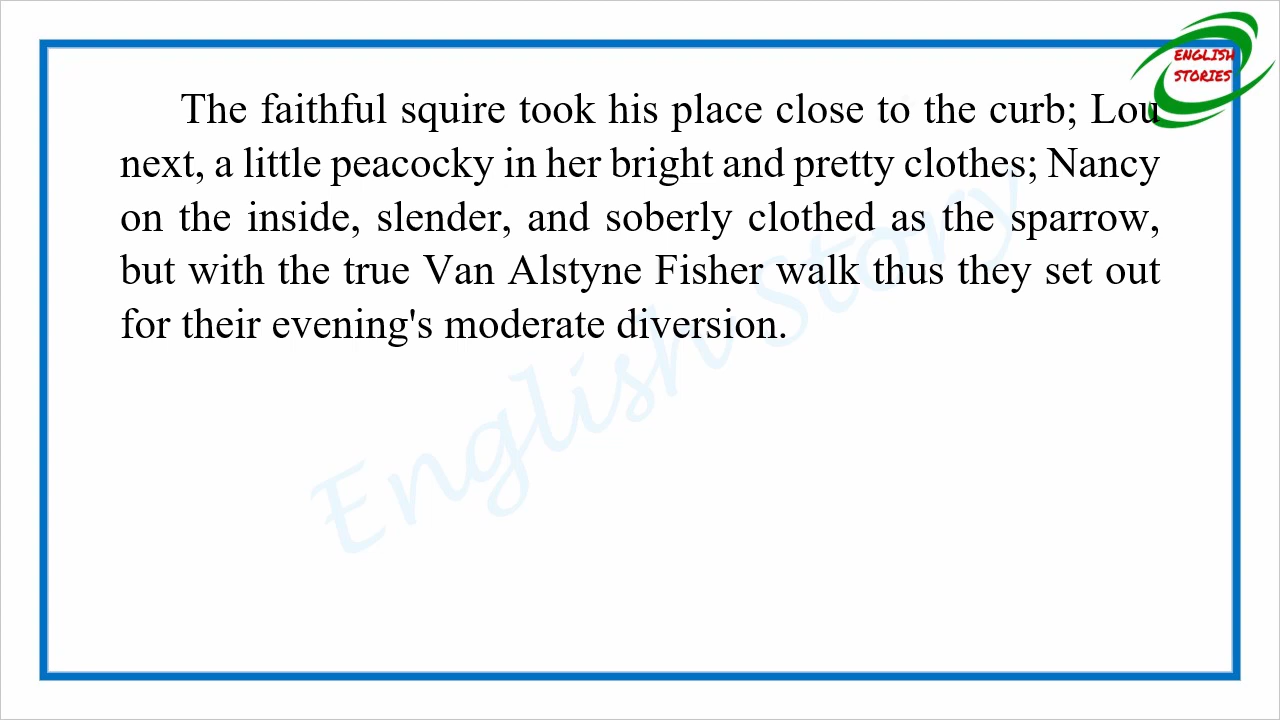 ENGLISH
STORIES
The faithful squire took his place close to the curb; Lou
next, a little peacocky in her bright and pretty clothes; Nancy
on the inside, slender, and soberly clothed as the sparrow,
but with the true Van Alstyne Fisher walk thus they set out
for their evening's moderate diversion.
English Story